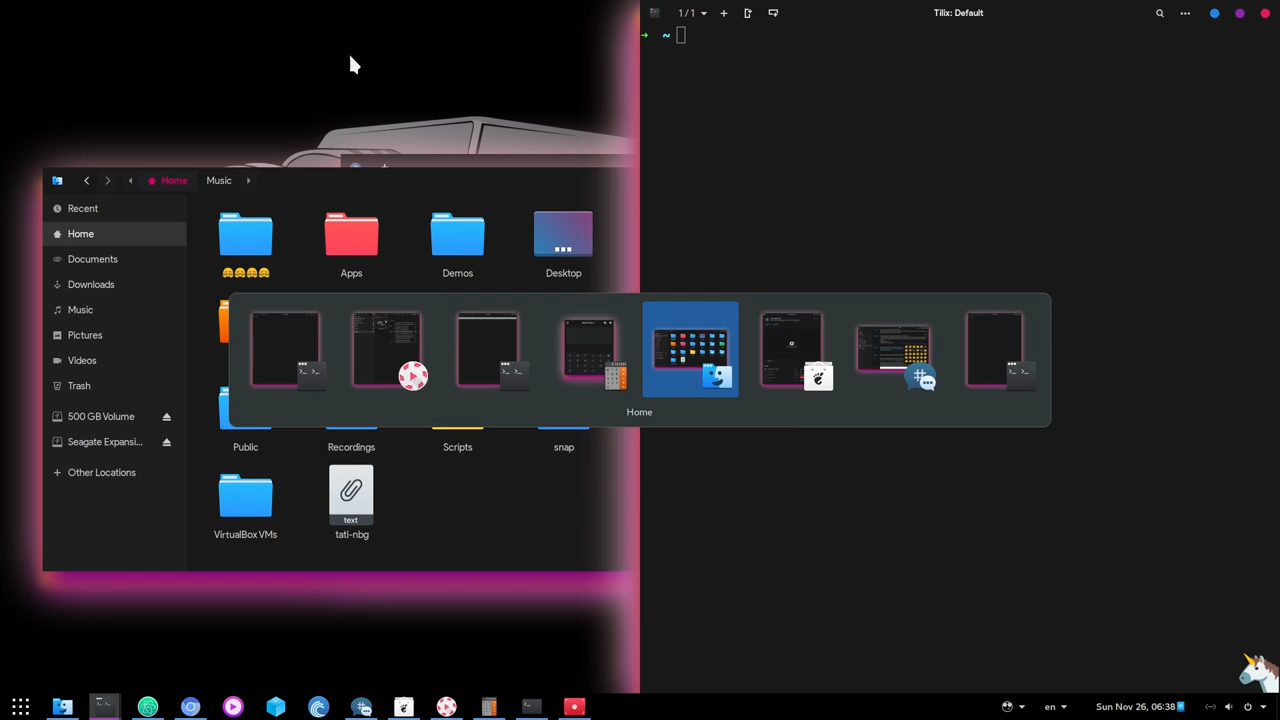 1 / 1
Tilix: Default
~
Home
Music
Recent
Home
Documents
Downloads
Music
Pictures
Videos
Trash
500 GB Volume
Seagate Expansi...
Other Locations
Apps
Demos
Desktop
Home
Public
Recordings
Scripts
snap
text
VirtualBox VMs
tati-nbg
en
Sun Nov 26, 06:38